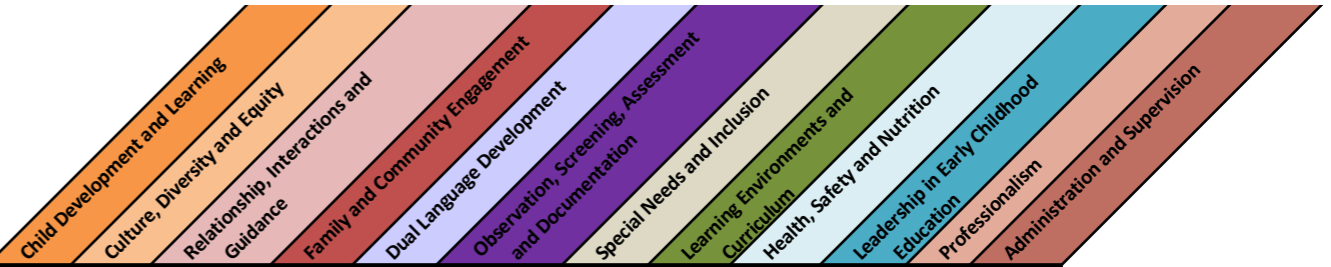 Child Development and Learning
Culture, Diversity and Equity
Relationship, Interactions and
Guidance
Family and Community Engagement
Dual Language Development
Observation, Screening, Assessment
and Documentation
Special Needs and Inclusion
Learning Environments and
Curriculum
Health, Safety and Nutrition
Leadership in Early Childhood
Education
Professionalism
Administration and Supervision